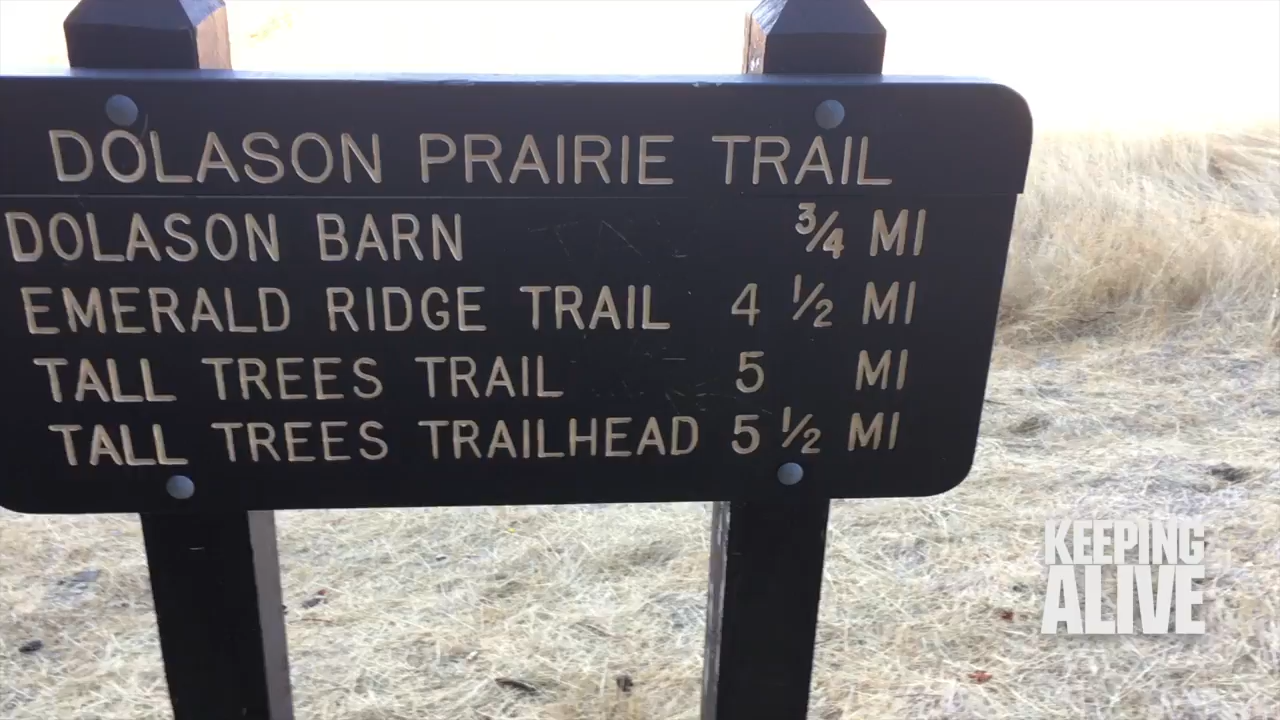 DOLASON PRAIRIE TRAIL
DOLASON BARN ¾ MI
EMERALD RIDGE TRAIL 4 ½ MI
TALL TREES TRAIL 5 MI
TALL TREES TRAILHEAD 5 ½ MI
KEEPING
ALIVE